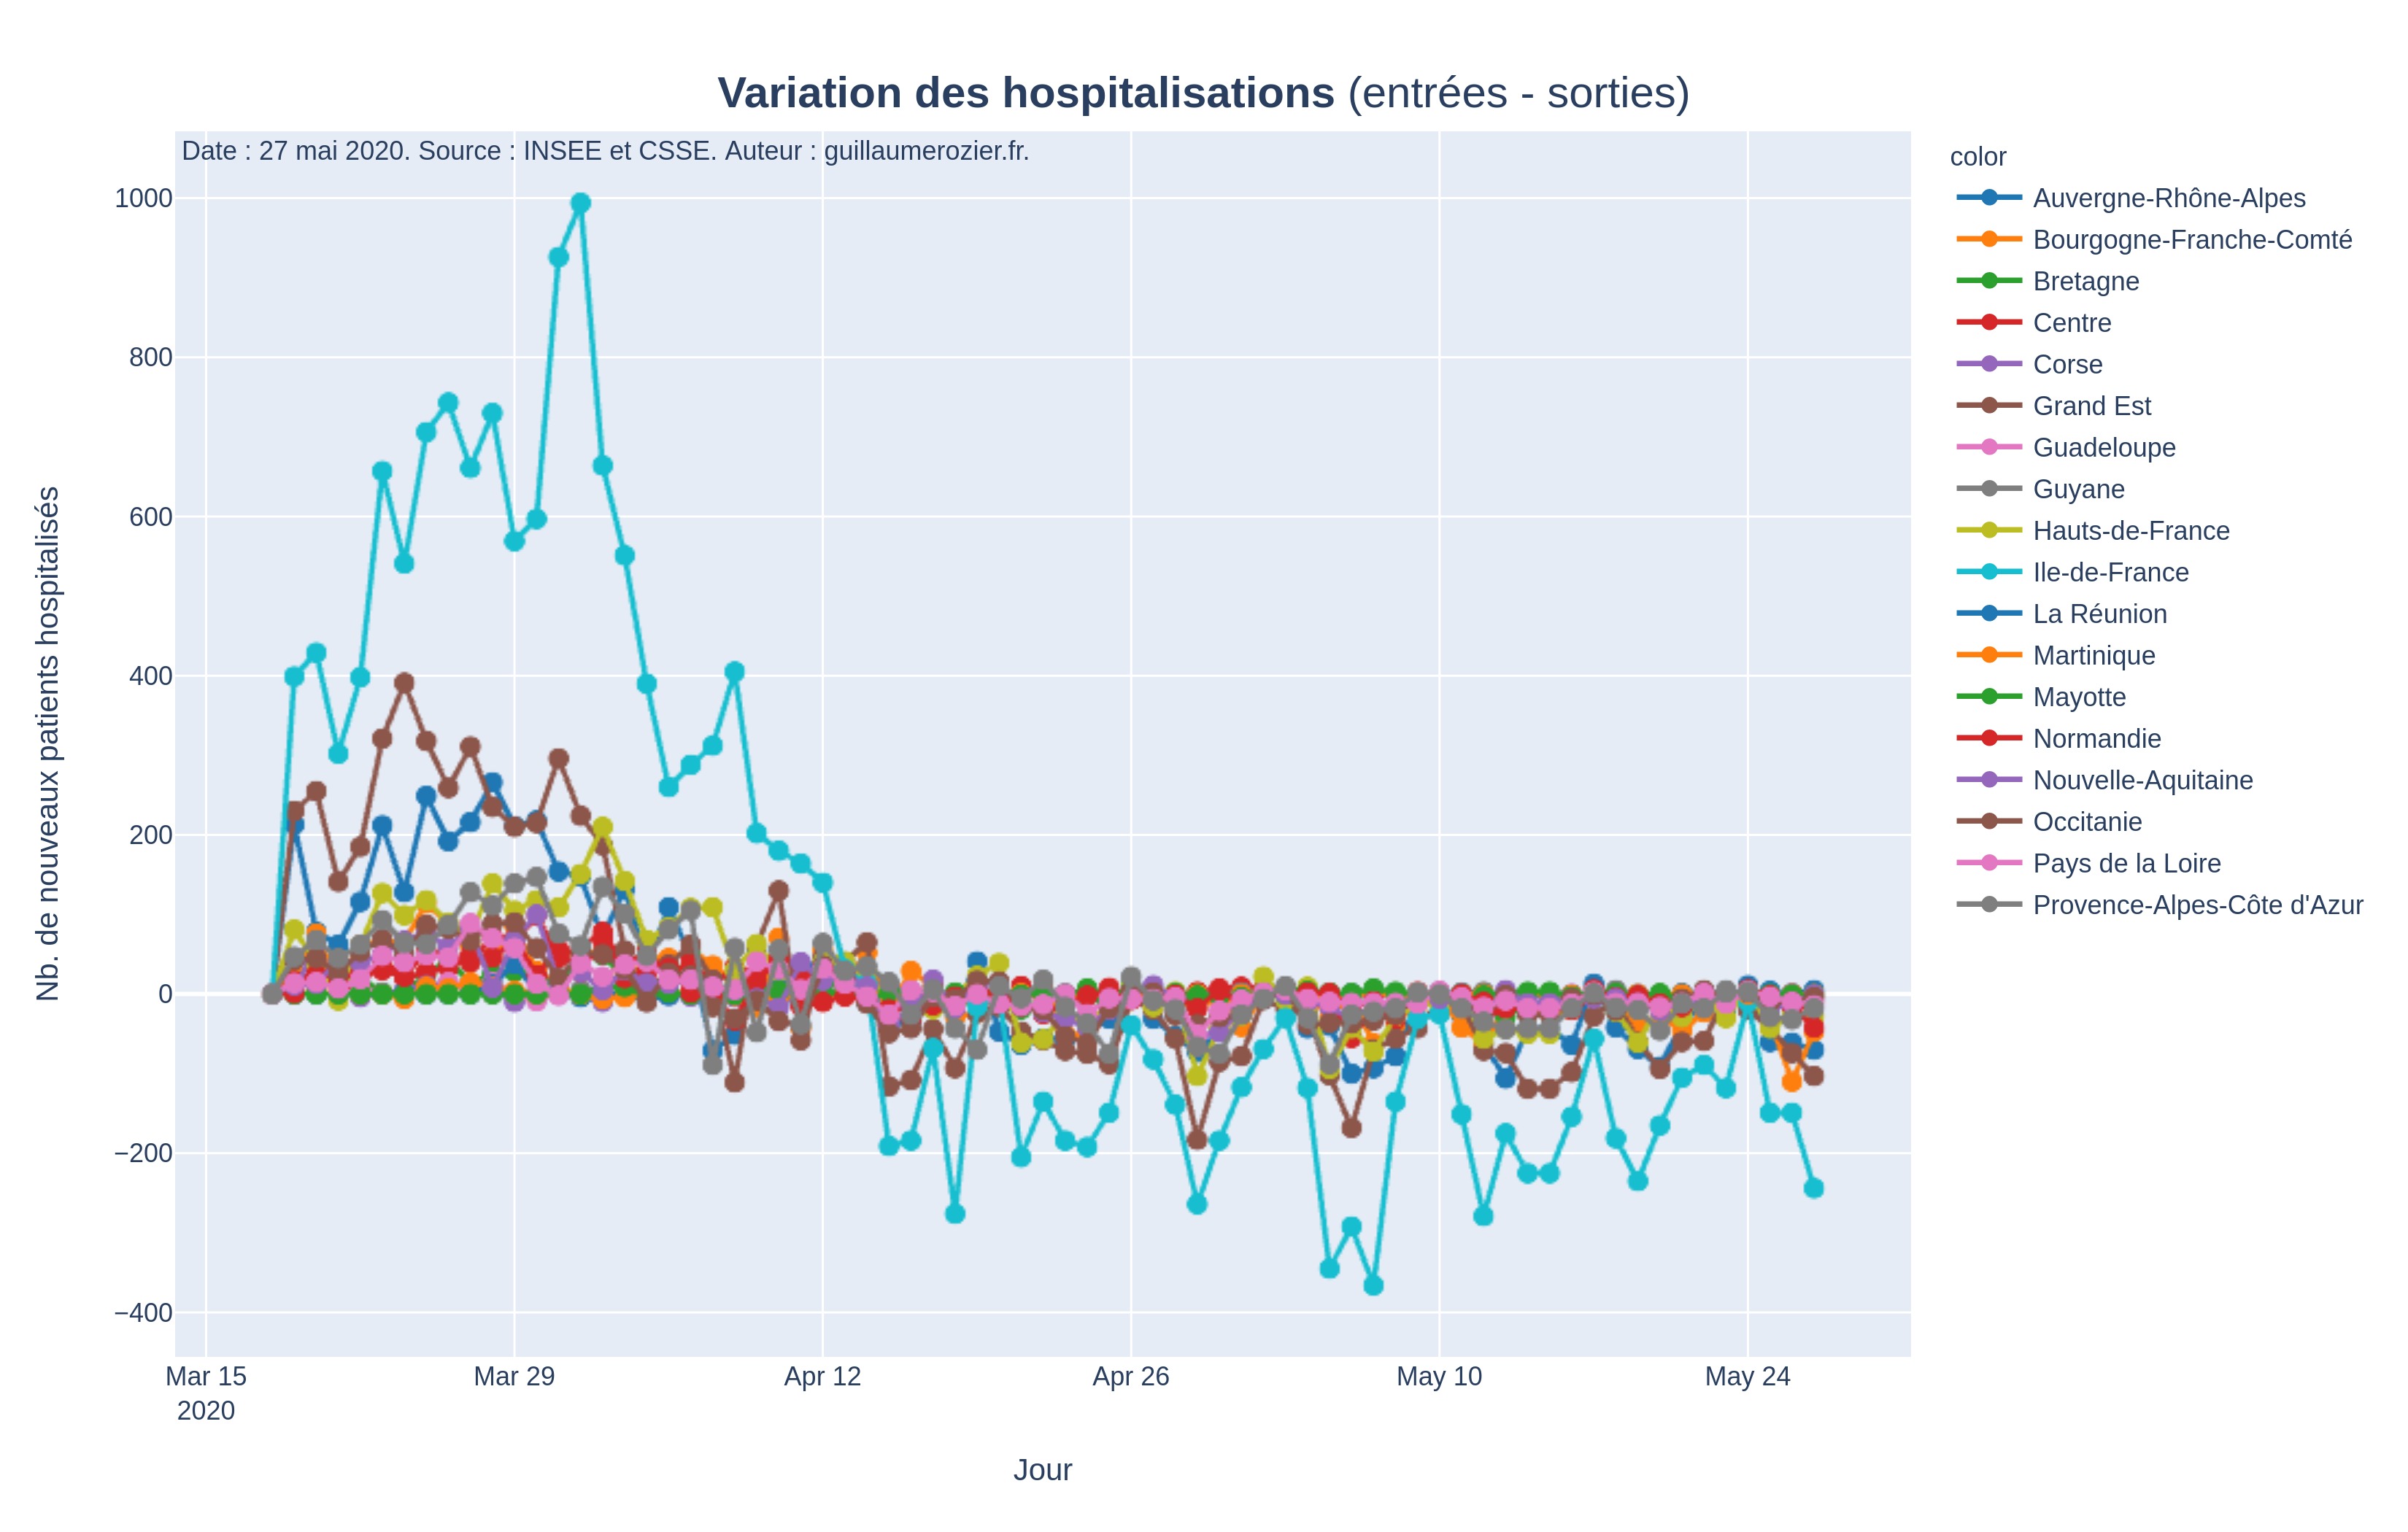 Variation des hospitalisations (entrées - sorties)
Date : 27 mai 2020. Source : INSEE et CSSE. Auteur : guillaumerozier.fr.
Nb. de nouveaux patients hospitalisés
1000
800
600
400
200
0
−200
−400
Mar 15
2020
Mar 29
Apr 12
Apr 26
May 10
May 24
Jour
color
Auvergne-Rhône-Alpes
Bourgogne-Franche-Comté
Bretagne
Centre
Corse
Grand Est
Guadeloupe
Guyane
Hauts-de-France
Ile-de-France
La Réunion
Martinique
Mayotte
Normandie
Nouvelle-Aquitaine
Occitanie
Pays de la Loire
Provence-Alpes-Côte d'Azur